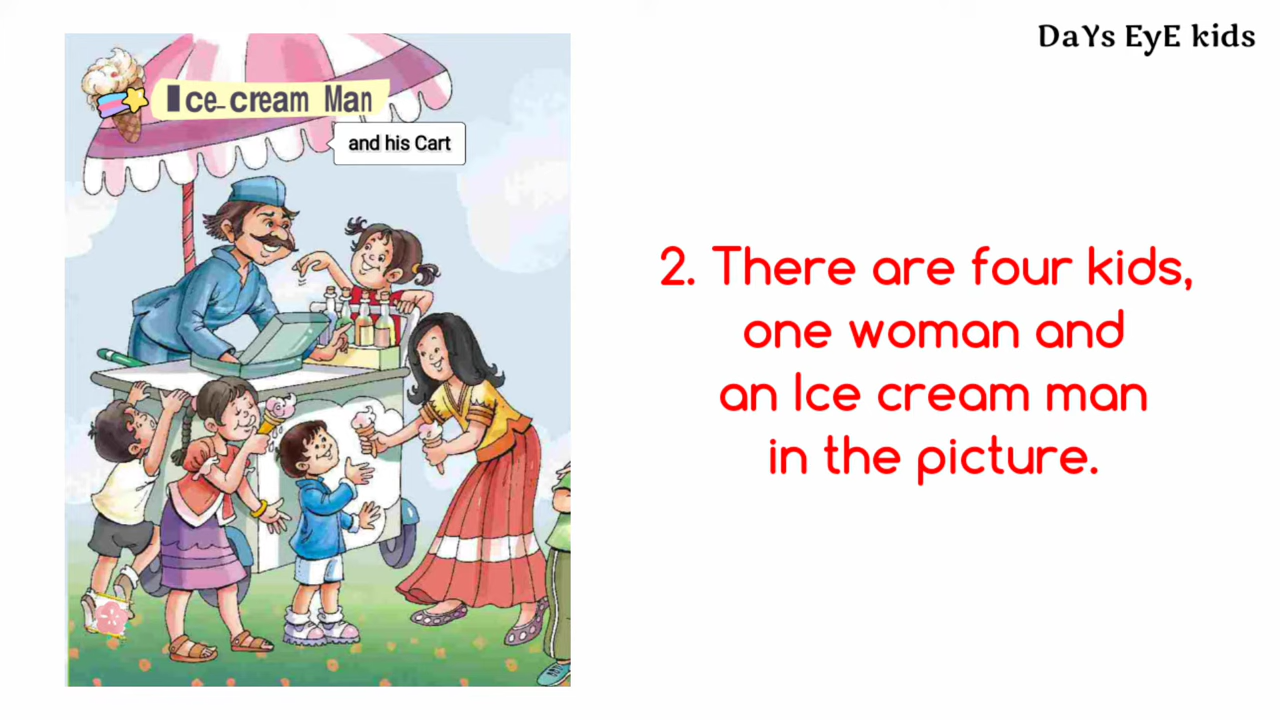 DaYs EyE kids
Ice-cream Man
and his Cart
2. There are four kids,
one woman and
an Ice cream man
in the picture.